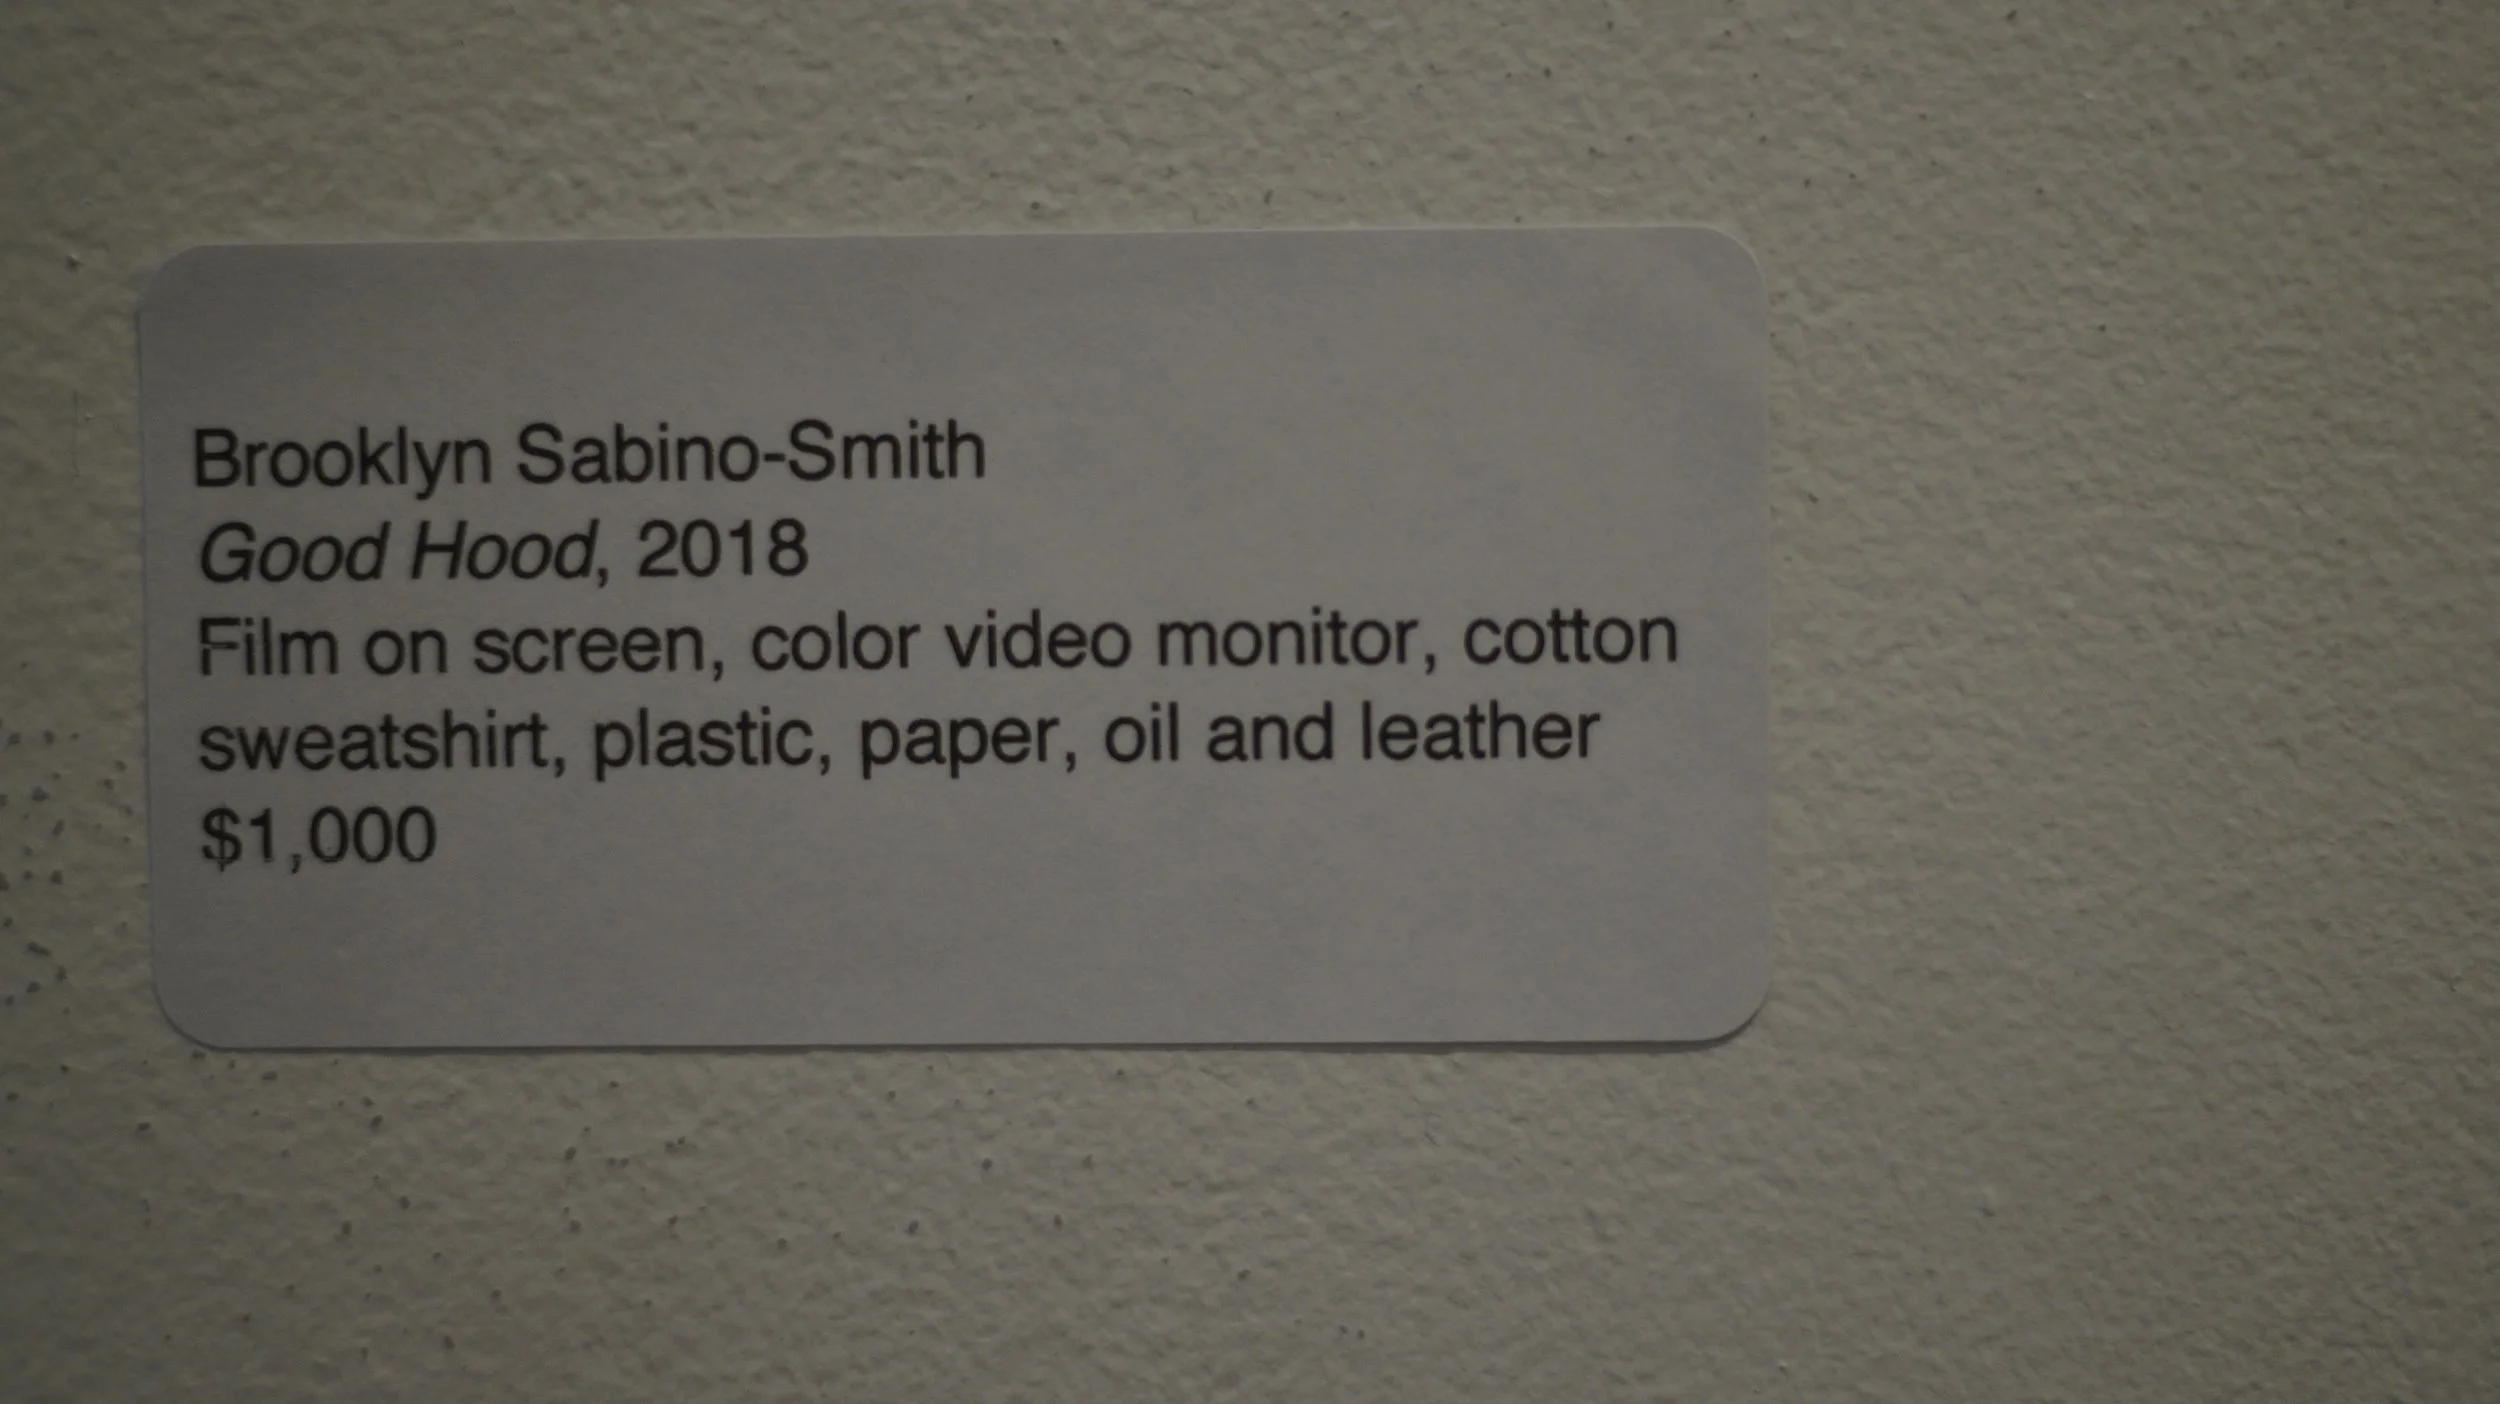 Brooklyn Sabino-Smith
Good Hood, 2018
Film on screen, color video monitor, cotton
sweatshirt, plastic, paper, oil and leather
$1,000